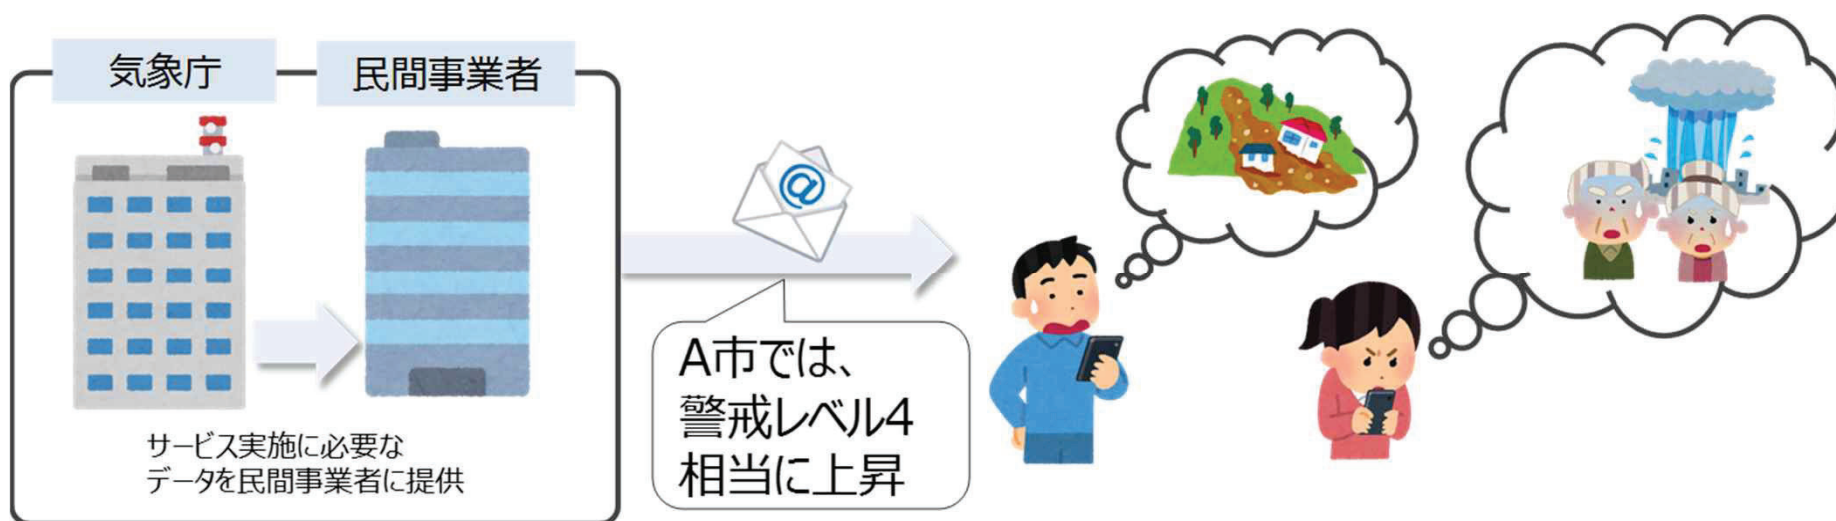 気象庁
民間事業者
サービス実施に必要な
データを民間事業者に提供
@
A市では、
警戒レベル4
相当に上昇